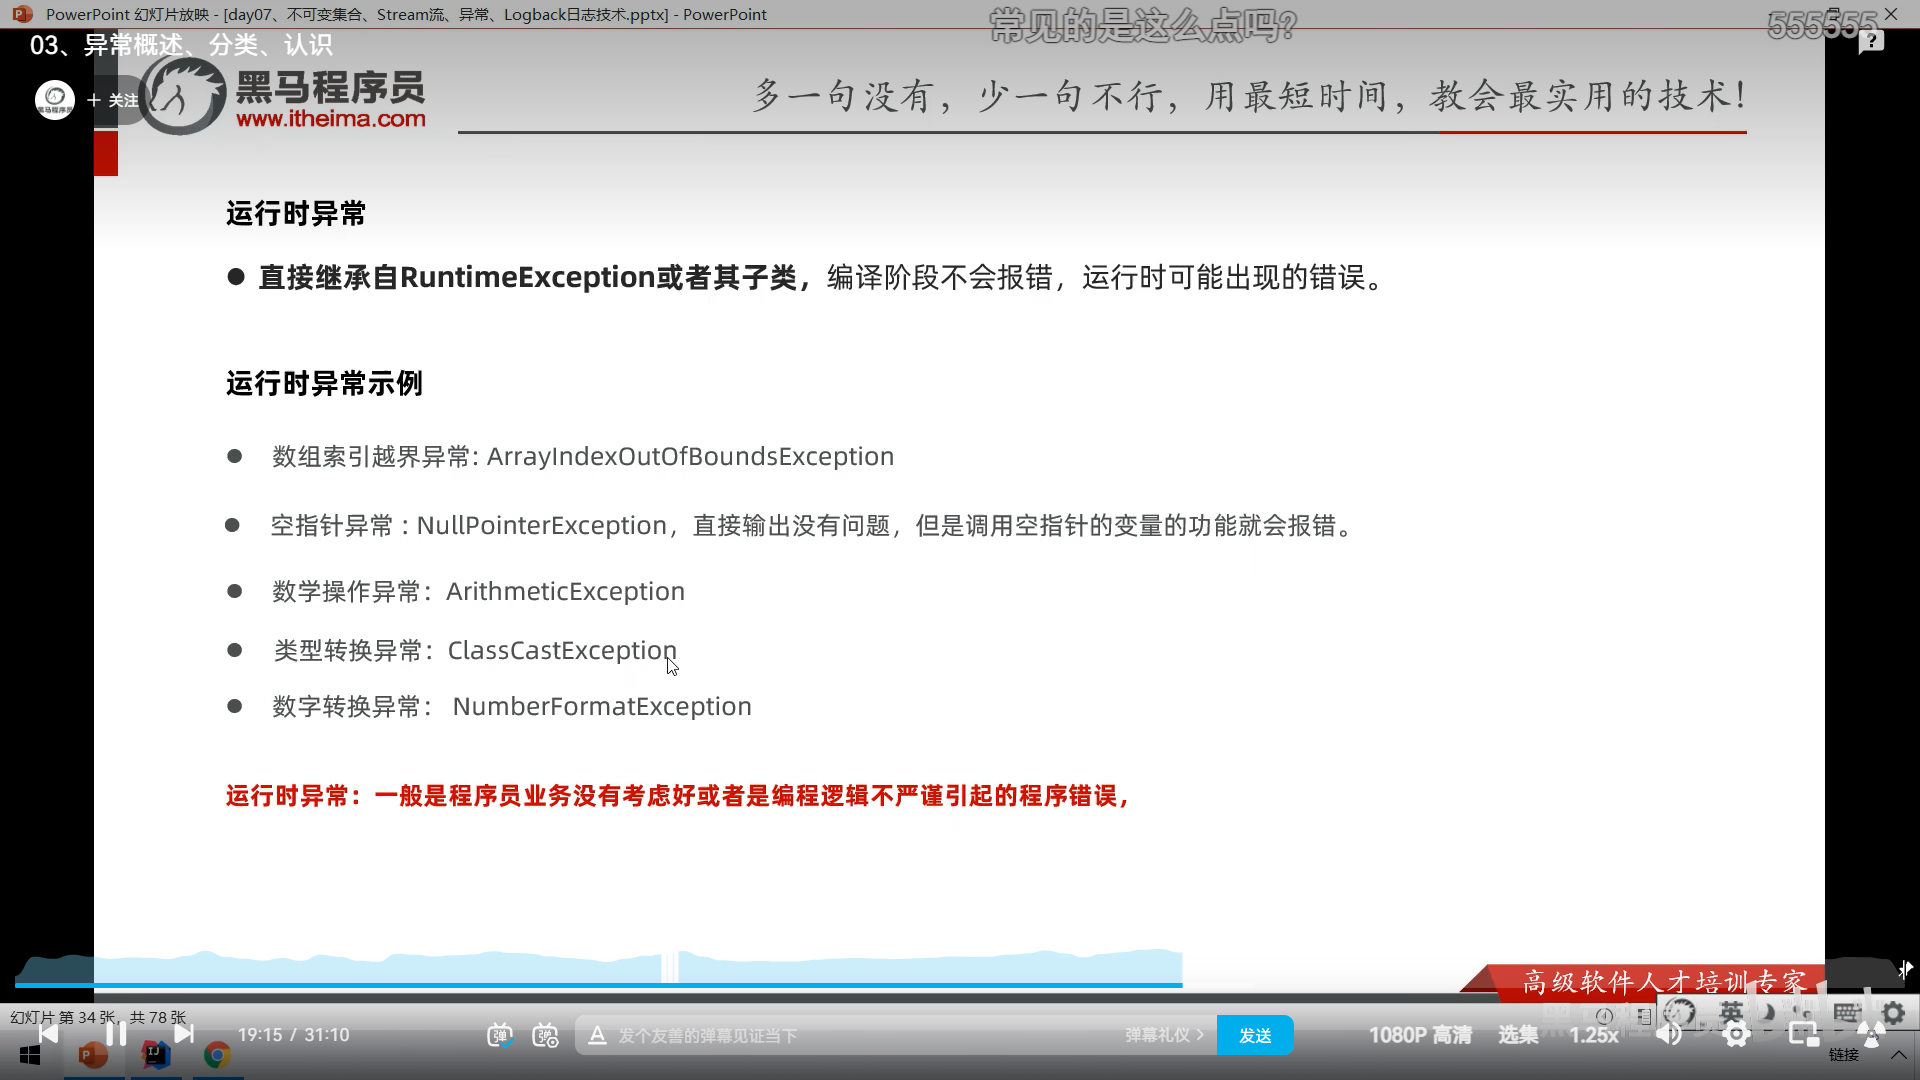 PowerPoint 幻灯片放映 - [day07、不可变集合、Stream流、异常、Logback日志技术.pptx] - PowerPoint
常见的是这么点吗?
555555
03、异常概述、分类、认识
+ 关注
黑马程序员
www.itheima.com
多一句没有，少一句不行，用最短时间，教会最实用的技术！
运行时异常
● 直接继承自RuntimeException或者其子类，编译阶段不会报错，运行时可能出现的错误。
运行时异常示例
● 数组索引越界异常: ArrayIndexOutOfBoundsException
● 空指针异常 : NullPointerException，直接输出没有问题，但是调用空指针的变量的功能就会报错。
● 数学操作异常：ArithmeticException
● 类型转换异常：ClassCastException
● 数字转换异常： NumberFormatException
运行时异常：一般是程序员业务没有考虑好或者是编程逻辑不严谨引起的程序错误，
高级软件人才培训专家
幻灯片 第 34 张，共 78 张
英
19:15 / 31:10
弹
弹
A 发个友善的弹幕见证当下
弹幕礼仪 >
发送
1080P 高清
选集
1.25x
链接